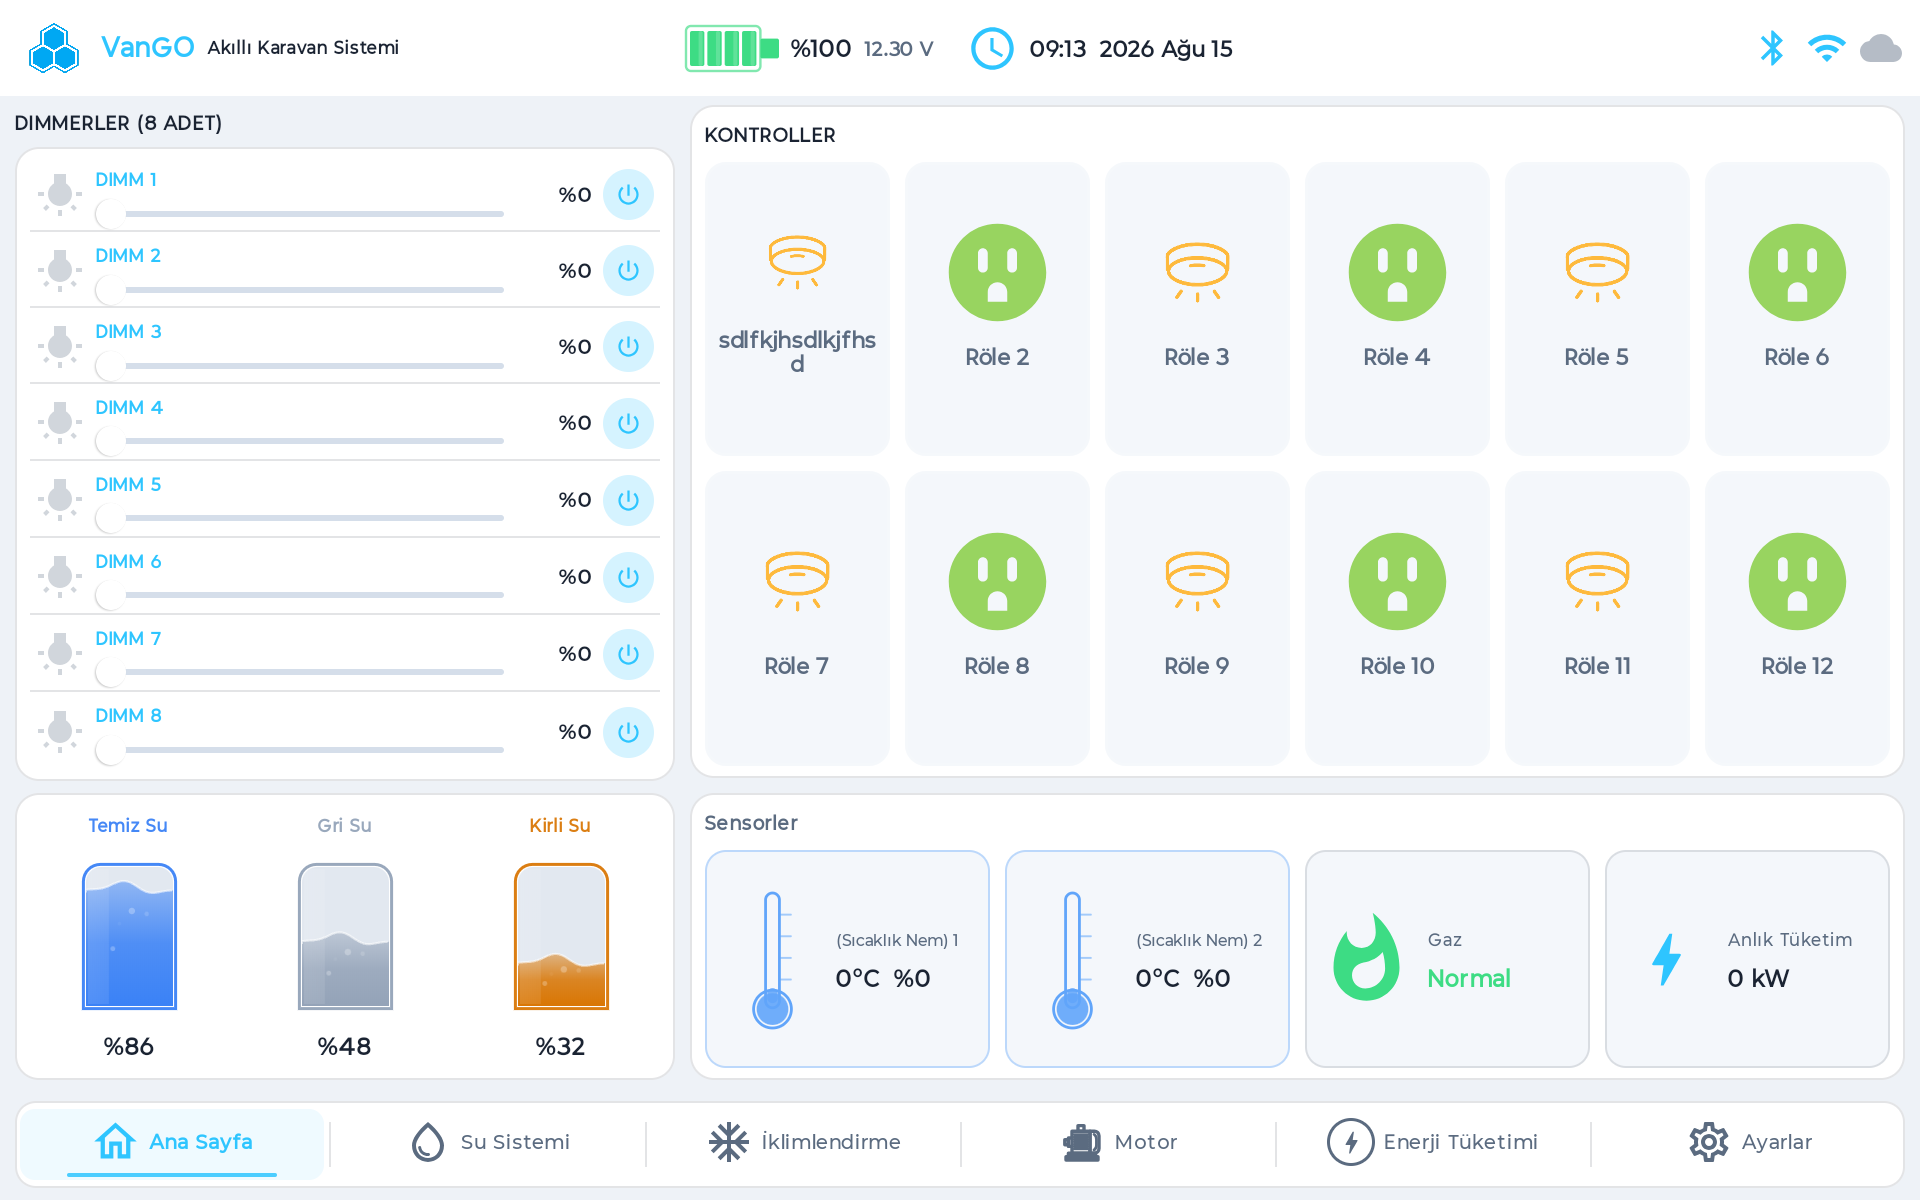 VanGO Akıllı Karavan Sistemi
%100 12.30 V
09:13 2026 Ağu 15
DIMMERLER (8 ADET)
DIMM 1
%0
DIMM 2
%0
DIMM 3
%0
DIMM 4
%0
DIMM 5
%0
DIMM 6
%0
DIMM 7
%0
DIMM 8
%0
KONTROLLER
sdlfkjhsdlkjfhs
d
Röle 2
Röle 3
Röle 4
Röle 5
Röle 6
Röle 7
Röle 8
Röle 9
Röle 10
Röle 11
Röle 12
Temiz Su
Gri Su
Kirli Su
%86
%48
%32
Sensorler
(Sıcaklık Nem) 1
0°C %0
(Sıcaklık Nem) 2
0°C %0
Gaz
Normal
Anlık Tüketim
0 kW
Ana Sayfa
Su Sistemi
İklimlendirme
Motor
Enerji Tüketimi
Ayarlar